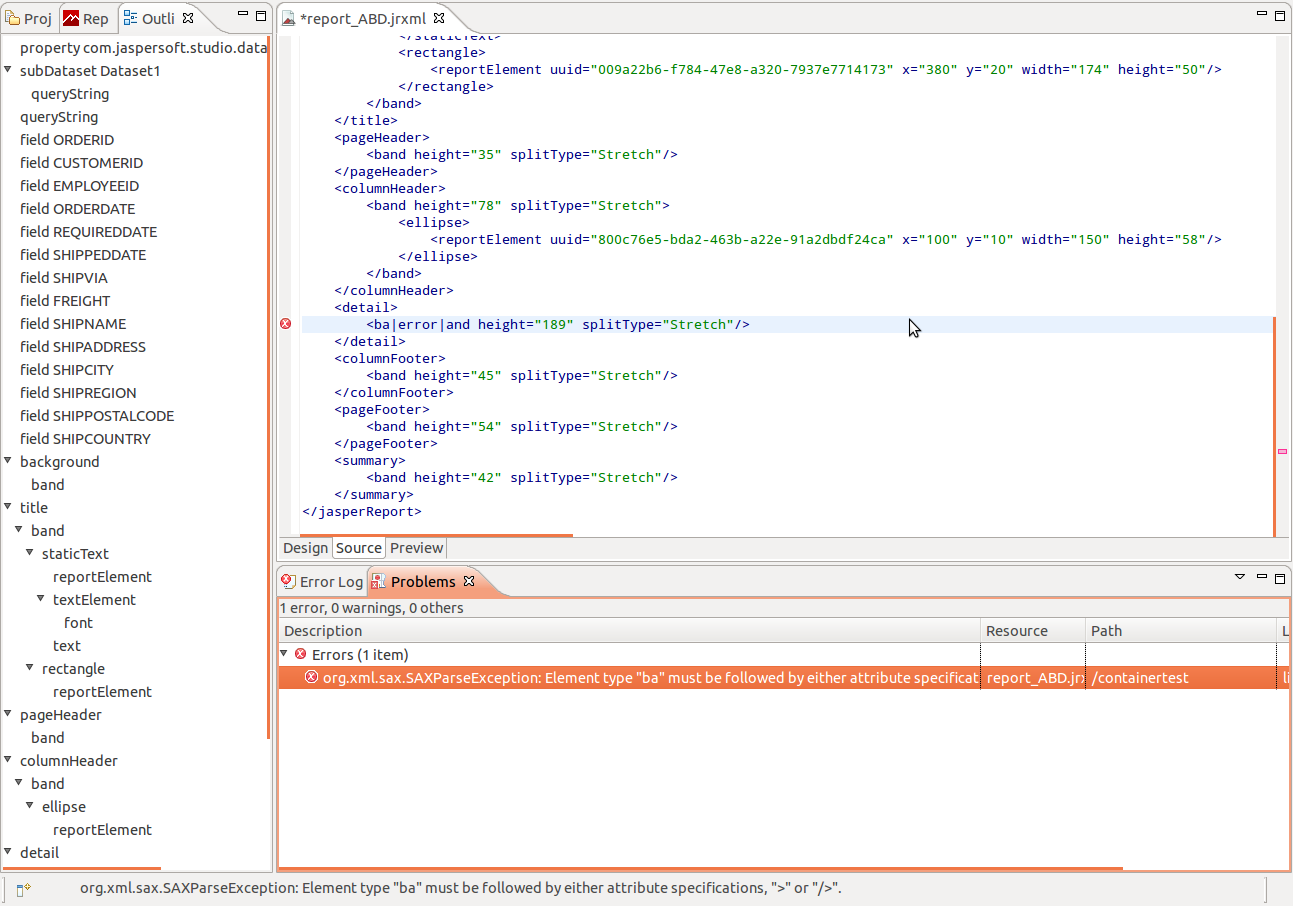 Proj
Rep
Outli
property com.jaspersoft.studio.data
subDataset Dataset1
queryString
queryString
field ORDERID
field CUSTOMERID
field EMPLOYEEID
field ORDERDATE
field REQUIREDDATE
field SHIPPEDDATE
field SHIPVIA
field FREIGHT
field SHIPNAME
field SHIPADDRESS
field SHIPCITY
field SHIPREGION
field SHIPPOSTALCODE
field SHIPCOUNTRY
background
band
title
band
staticText
reportElement
textElement
font
text
rectangle
reportElement
pageHeader
band
columnHeader
band
ellipse
reportElement
detail
*report_ABD.jrxml
</staticText>
<rectangle>
<reportElement uuid="009a22b6-f784-47e8-a320-7937e7714173" x="380" y="20" width="174" height="50"/>
</rectangle>
</band>
</title>
<pageHeader>
<band height="35" splitType="Stretch"/>
</pageHeader>
<columnHeader>
<band height="78" splitType="Stretch">
<ellipse>
<reportElement uuid="800c76e5-bda2-463b-a22e-91a2dbdf24ca" x="100" y="10" width="150" height="58"/>
</ellipse>
</band>
</columnHeader>
<detail>
<ba|error|and height="189" splitType="Stretch"/>
</detail>
<columnFooter>
<band height="45" splitType="Stretch"/>
</columnFooter>
<pageFooter>
<band height="54" splitType="Stretch"/>
</pageFooter>
<summary>
<band height="42" splitType="Stretch"/>
</summary>
</jasperReport>
Design Source Preview
Error Log Problems
1 error, 0 warnings, 0 others
Description Resource Path L
Errors (1 item)
org.xml.sax.SAXParseException: Element type "ba" must be followed by either attribute specificat report_ABD.jr /containertest li
org.xml.sax.SAXParseException: Element type "ba" must be followed by either attribute specifications, ">" or "/>".